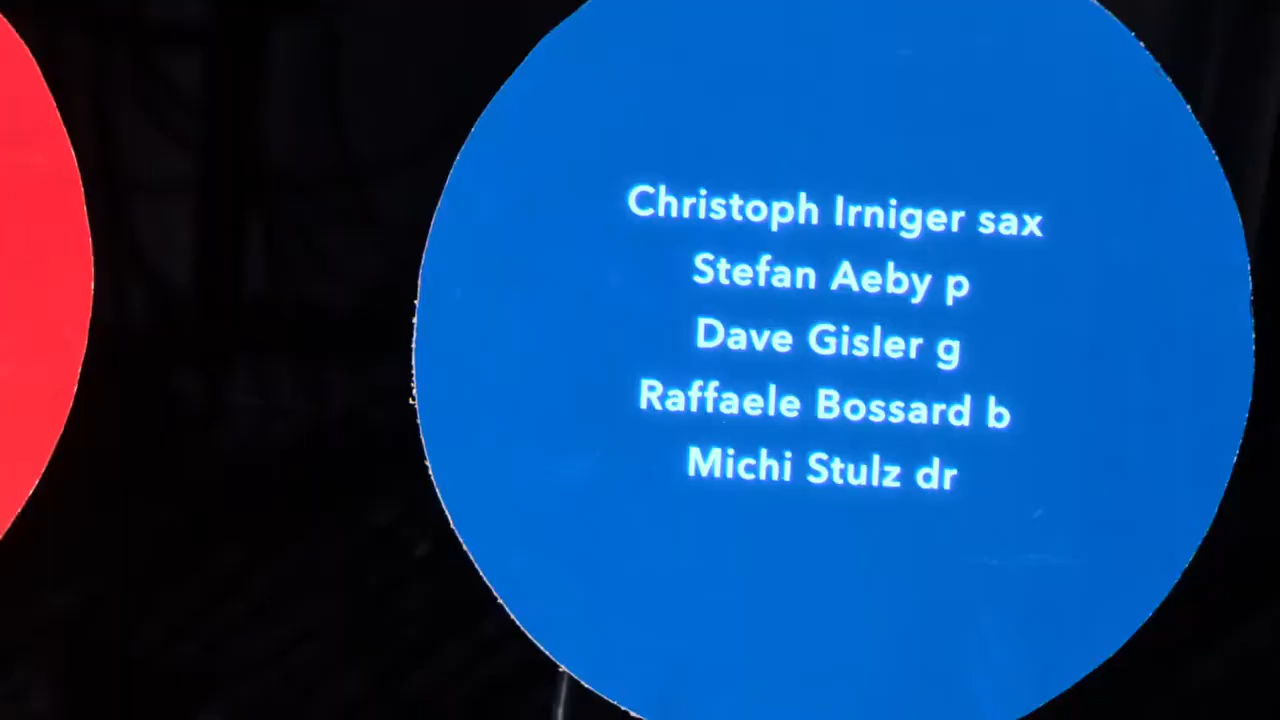 Christoph Irniger sax
Stefan Aeby p
Dave Gisler g
Raffaele Bossard b
Michi Stulz dr